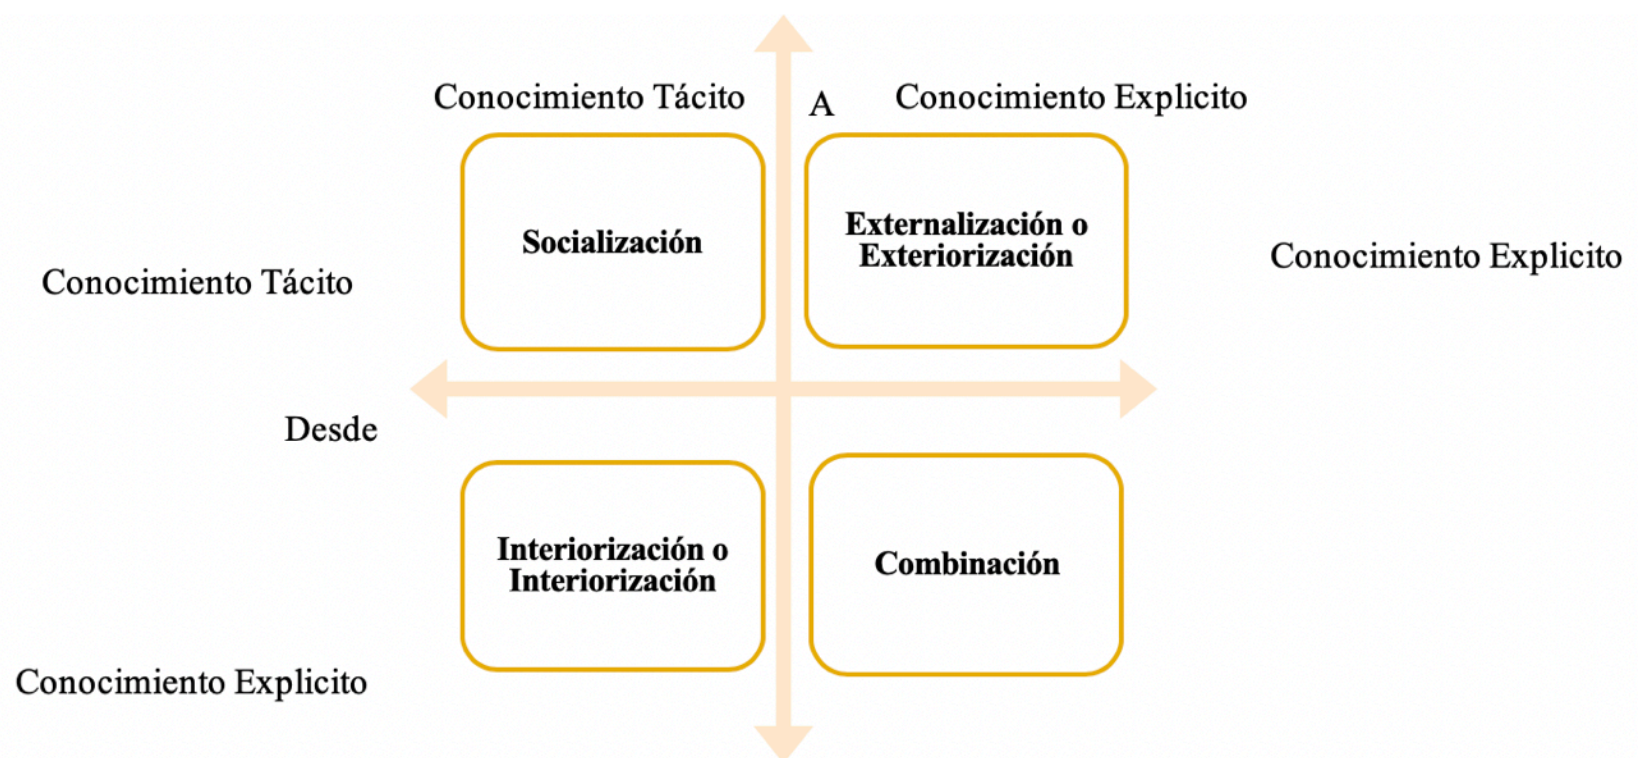 Conocimiento Tácito
A
Conocimiento Explicito
Socialización
Externalización o
Exteriorización
Conocimiento Tácito
Conocimiento Explicito
Desde
Interiorización o
Interiorización
Combinación
Conocimiento Explicito